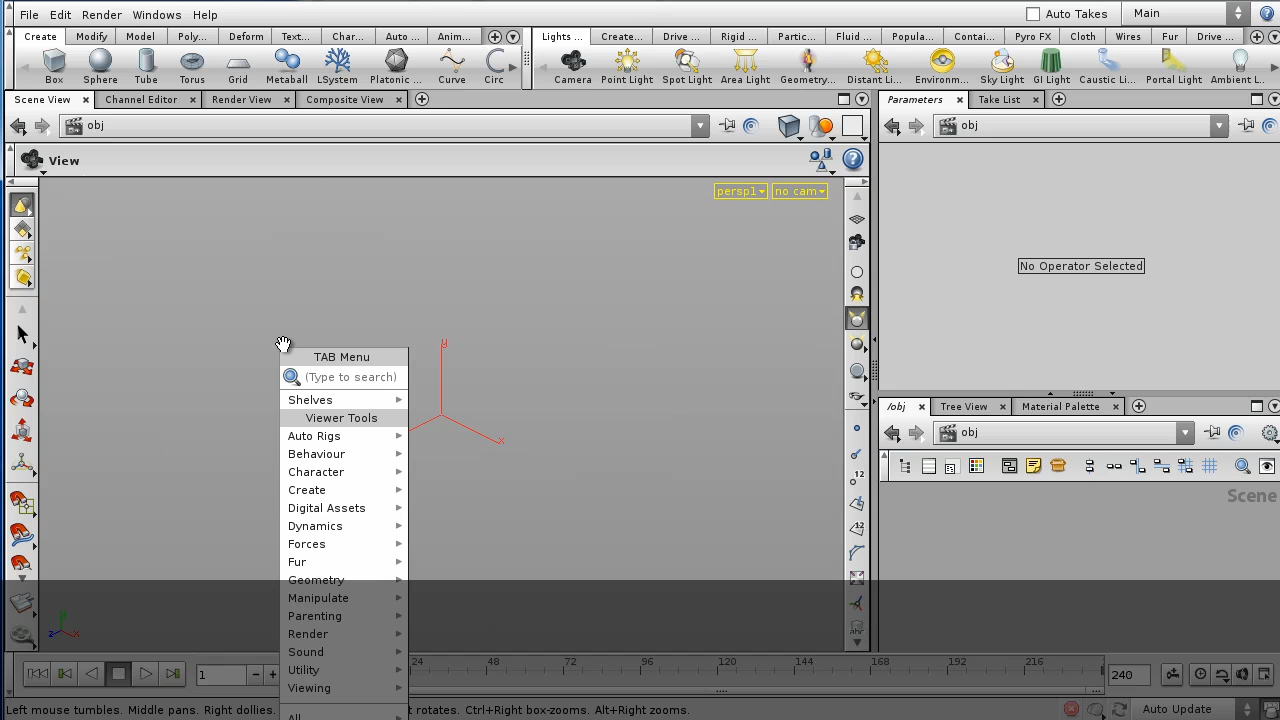 File Edit Render Windows Help
Auto Takes Main
Create Modify Model Poly... Deform Text... Char... Auto ... Anim...
Lights ... Create... Drive ... Rigid ... Partic... Fluid ... Popula... Contai... Pyro FX Cloth Wires Fur Drive ...
Box Sphere Tube Torus Grid Metaball LSystem Platonic ... Curve Circ
Camera Point Light Spot Light Area Light Geometry... Distant Li... Environm... Sky Light GI Light Caustic Li... Portal Light Ambient L...
Scene View Channel Editor Render View Composite View
Parameters Take List
obj
obj
View
persp1 no cam
No Operator Selected
TAB Menu
(Type to search)
Shelves
Viewer Tools
Auto Rigs
Behaviour
Character
Create
Digital Assets
Dynamics
Forces
Fur
Geometry
Manipulate
Parenting
Render
Sound
Utility
Viewing
All
y
x
y
z
x
12
12
abc
/obj Tree View Material Palette
obj
Scene
1
24 48 72 96 120 144 168 192 216
240
Left mouse tumbles. Middle pans. Right dollies.
t rotates. Ctrl+Right box-zooms. Alt+Right zooms.
Auto Update